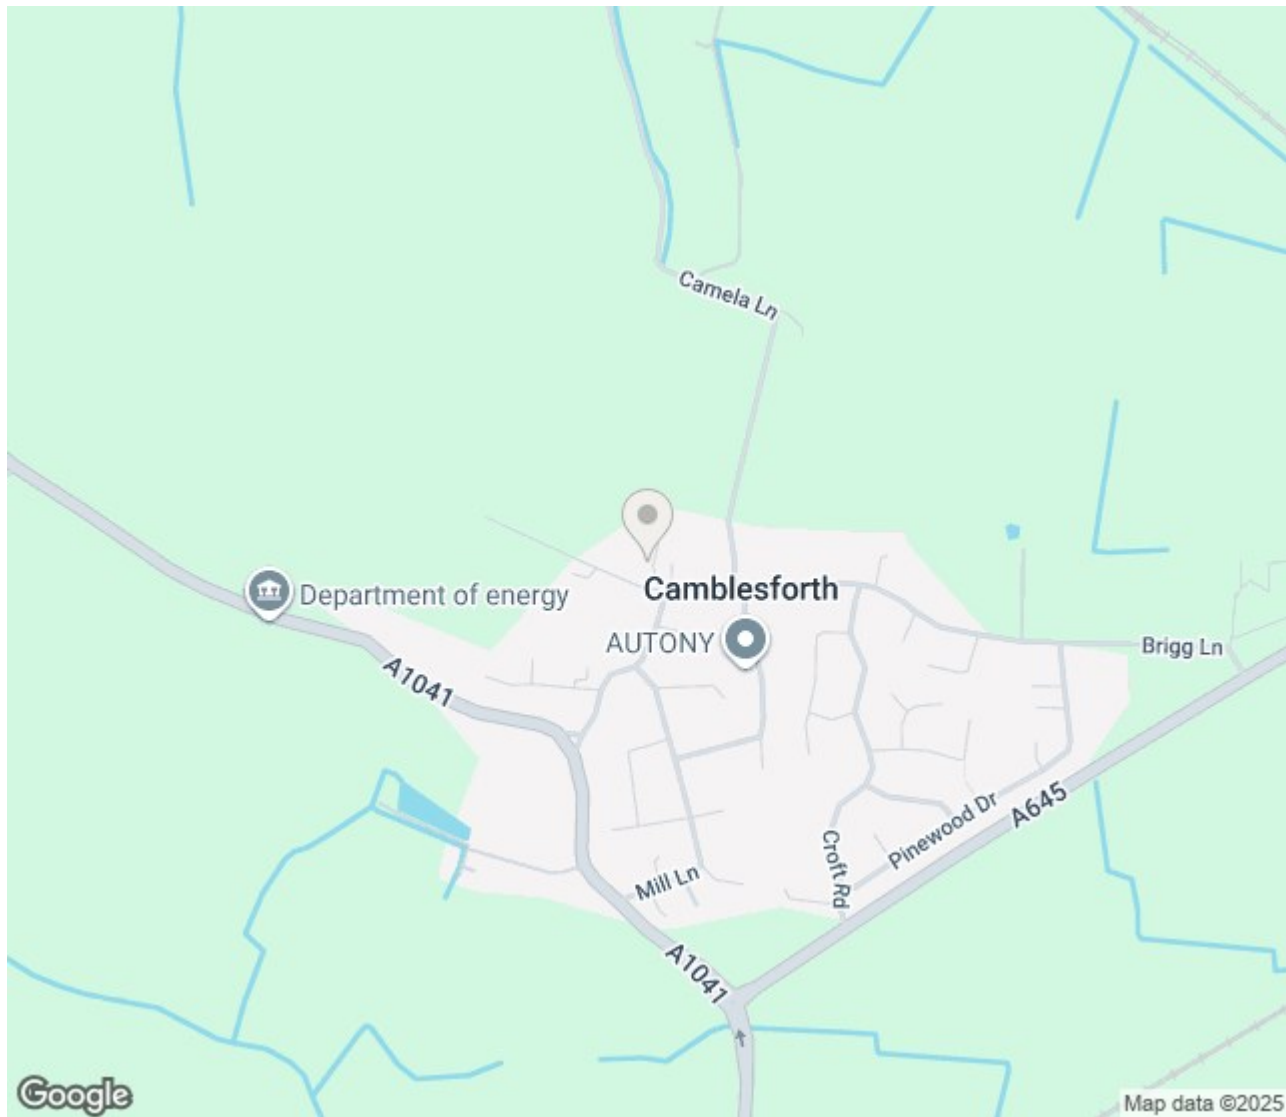 Camela Ln
Camblesforth
Department of energy
AUTONY
Brigg Ln
A1041
A645
Pinewood Dr
Croft Rd
Mill Ln
A1041
Google
Map data ©2025